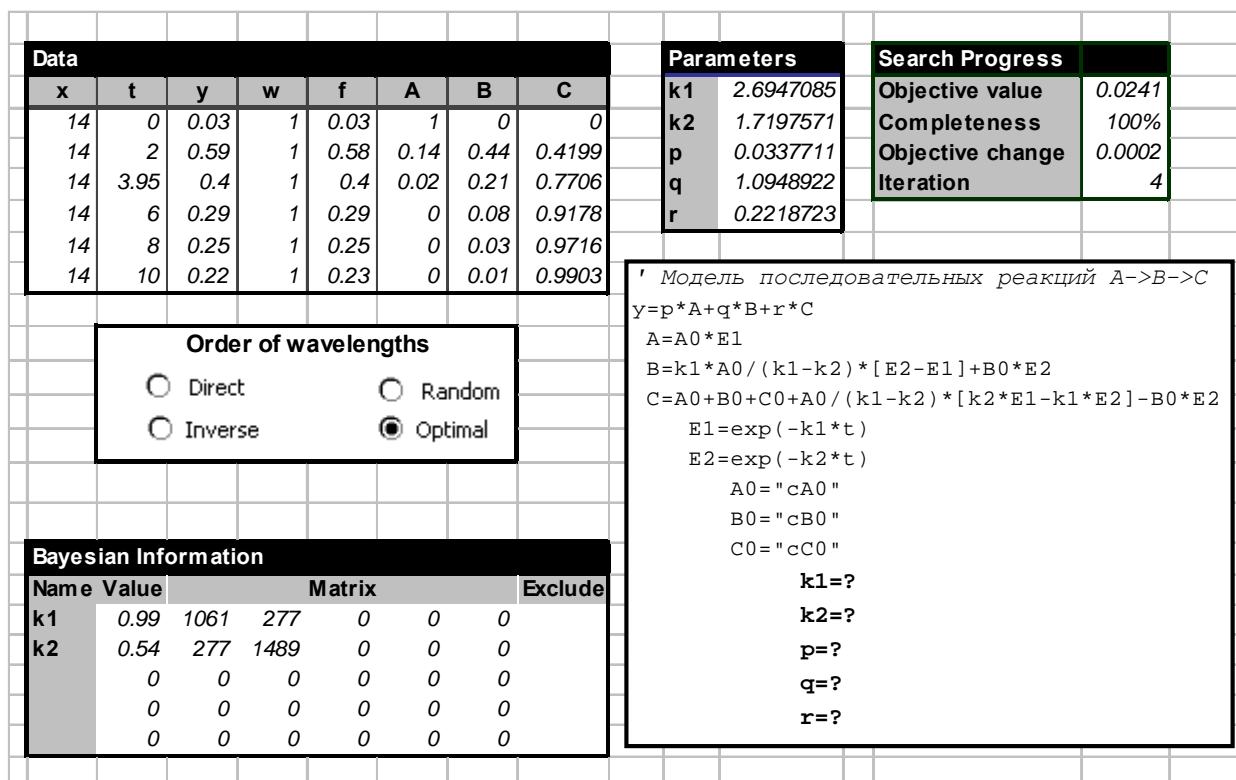 Data
x t y w f A B C
14 0 0.03 1 0.03 1 0 0
14 2 0.59 1 0.58 0.14 0.44 0.4199
14 3.95 0.4 1 0.4 0.02 0.21 0.7706
14 6 0.29 1 0.29 0 0.08 0.9178
14 8 0.25 1 0.25 0 0.03 0.9716
14 10 0.22 1 0.23 0 0.01 0.9903
Parameters
k1 2.6947085
k2 1.7197571
p 0.0337711
q 1.0948922
r 0.2218723
Search Progress
Objective value 0.0241
Completeness 100%
Objective change 0.0002
Iteration 4
Order of wavelengths
Direct Random
Inverse Optimal
Bayesian Information
Name Value Matrix Exclude
k1 0.99 1061 277 0 0 0
k2 0.54 277 1489 0 0 0
0 0 0 0 0 0
0 0 0 0 0 0
0 0 0 0 0 0
' Модель последовательных реакций A->B->C
y=p*A+q*B+r*C
A=A0*E1
B=k1*A0/(k1-k2)*[E2-E1]+B0*E2
C=A0+B0+C0+A0/(k1-k2)*[k2*E1-k1*E2]-B0*E2
E1=exp(-k1*t)
E2=exp(-k2*t)
A0="cA0"
B0="cB0"
C0="cC0"
k1=?
k2=?
p=?
q=?
r=?